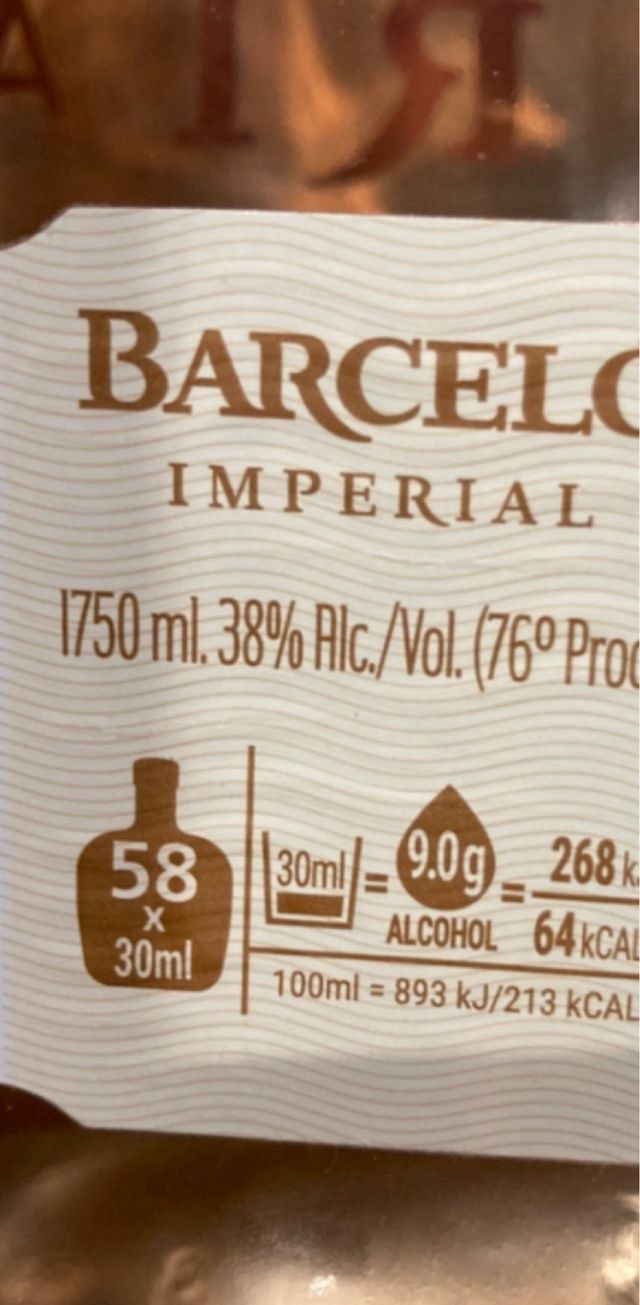 BARCELO
IMPERIAL
1750 ml. 38% Alc./Vol. (76º Proo
58
x
30ml
30ml = 9.0g = 268 k
ALCOHOL 64 kCAL
100ml = 893 kJ/213 kCAL